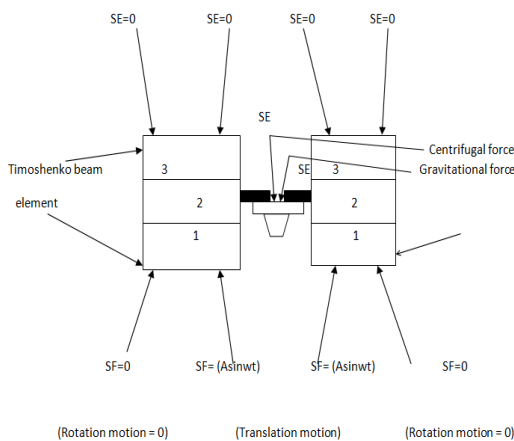 SE=0 SE=0 SE=0 SE=0
SE
Centrifugal force
Timoshenko beam 3 SE 3 Gravitational force
element 2 2
1 1
SF=0 SF= (Asinwt) SF= (Asinwt) SF=0
(Rotation motion = 0) (Translation motion) (Rotation motion = 0)